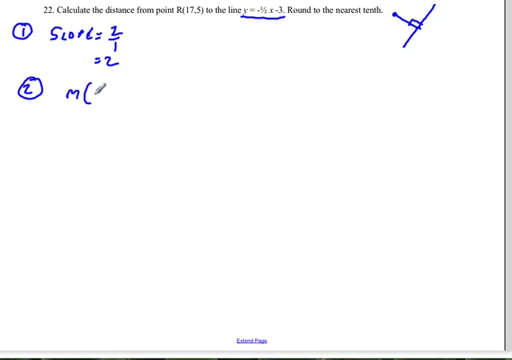 22. Calculate the distance from point R(17,5) to the line y = -½ x -3. Round to the nearest tenth.
① SLOPE = 2/1
= 2
② m(
Extend Page